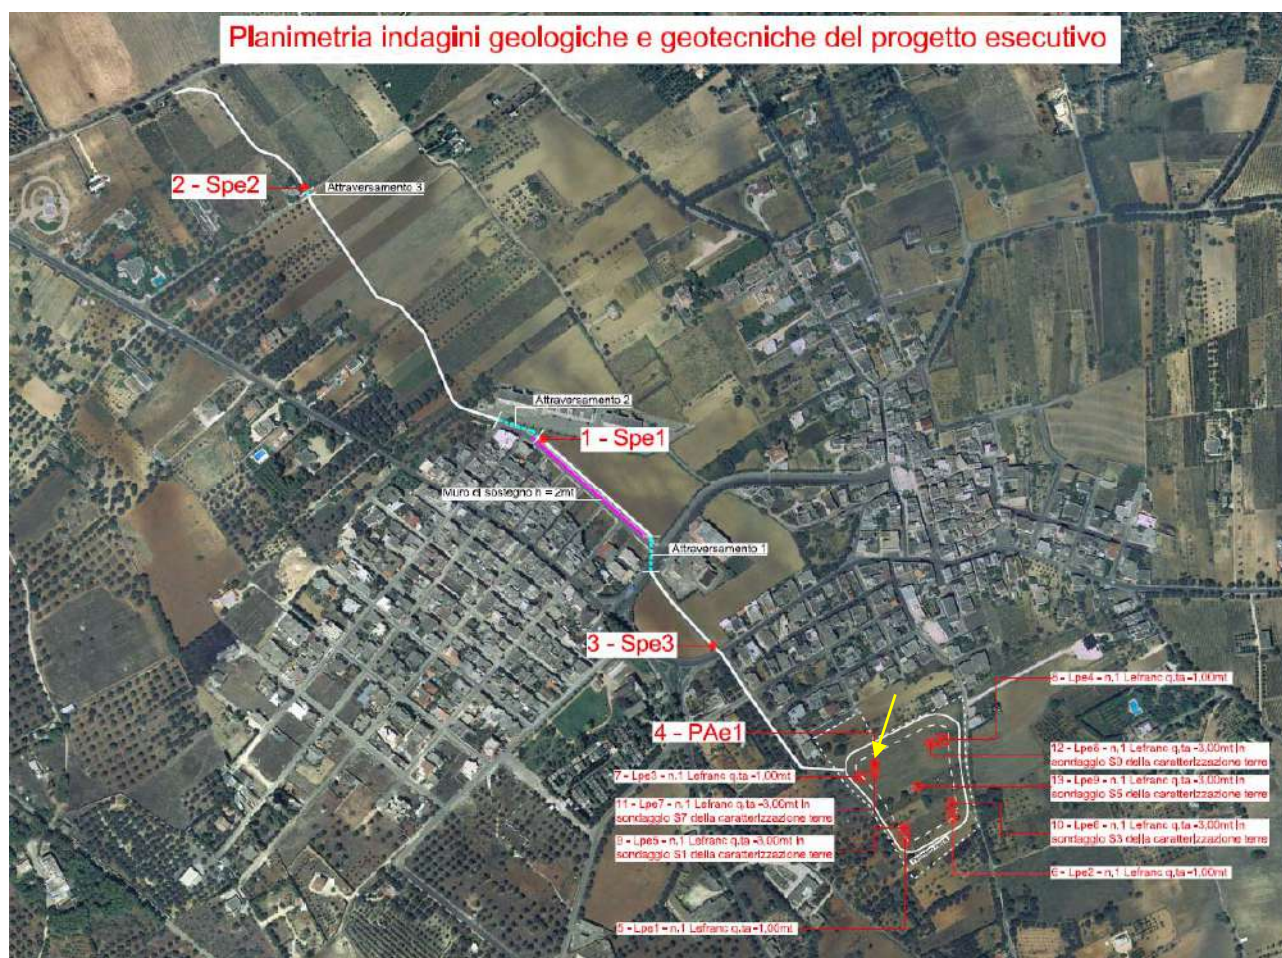 Planimetria indagini geologiche e geotecniche del progetto esecutivo
2 - Spe2
Attraversamento 3
Attraversamento 2
1 - Spe1
Muro di sostegno h = 2mt
Attraversamento 1
3 - Spe3
8 - Lpe4 - n.1 Lefranc q.ta -1,00mt
4 - PAe1
12 - Lpe8 - n.1 Lefranc q.ta -3,00mt in
sondaggio S9 della caratterizzazione terre
7 - Lpe3 - n.1 Lefranc q.ta -1,00mt
13 - Lpe9 - n.1 Lefranc q.ta -3,00mt in
sondaggio S5 della caratterizzazione terre
11 - Lpe7 - n.1 Lefranc q.ta -3,00mt in
sondaggio S7 della caratterizzazione terre
10 - Lpe6 - n.1 Lefranc q.ta -3,00mt in
sondaggio S3 della caratterizzazione terre
9 - Lpe5 - n.1 Lefranc q.ta -3,00mt in
sondaggio S1 della caratterizzazione terre
6 - Lpe2 - n.1 Lefranc q.ta -1,00mt
5 - Lpe1 - n.1 Lefranc q.ta -1,00mt